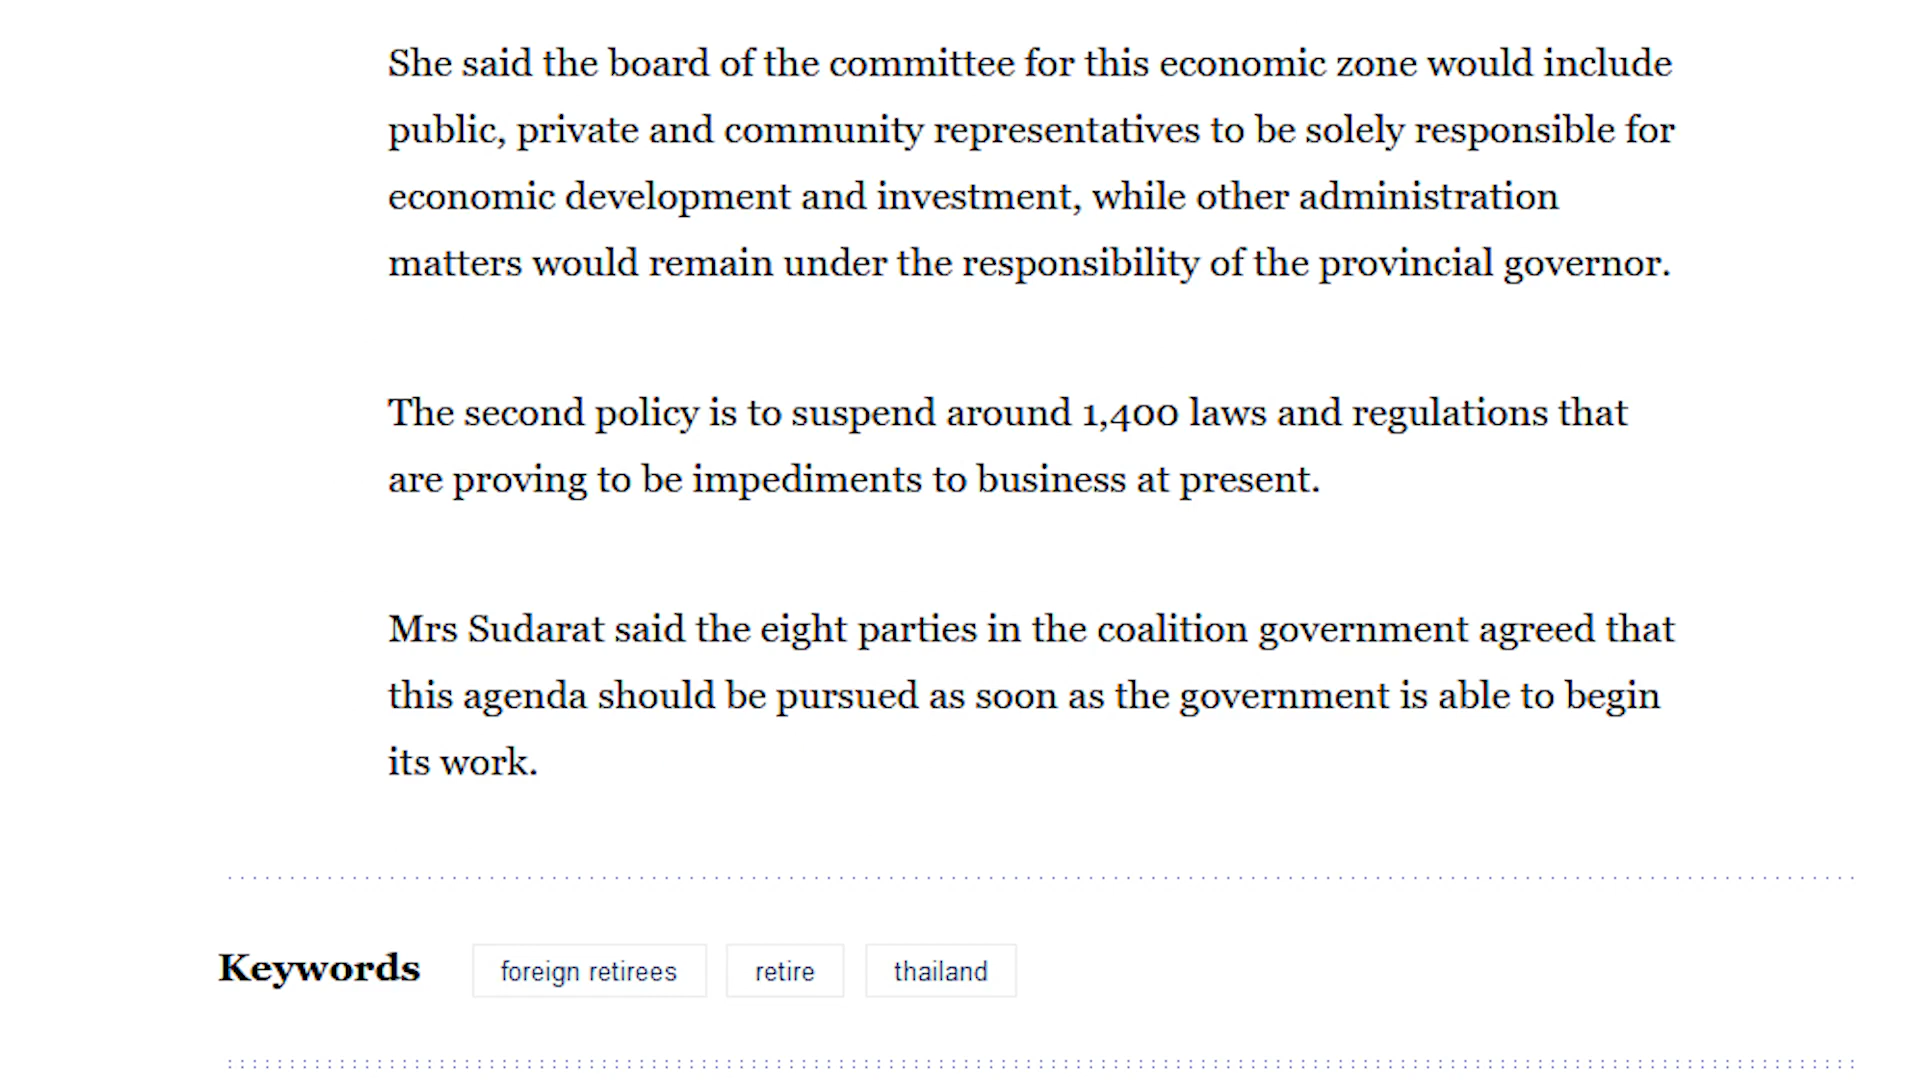 She said the board of the committee for this economic zone would include
public, private and community representatives to be solely responsible for
economic development and investment, while other administration
matters would remain under the responsibility of the provincial governor.
The second policy is to suspend around 1,400 laws and regulations that
are proving to be impediments to business at present.
Mrs Sudarat said the eight parties in the coalition government agreed that
this agenda should be pursued as soon as the government is able to begin
its work.
Keywords foreign retirees retire thailand